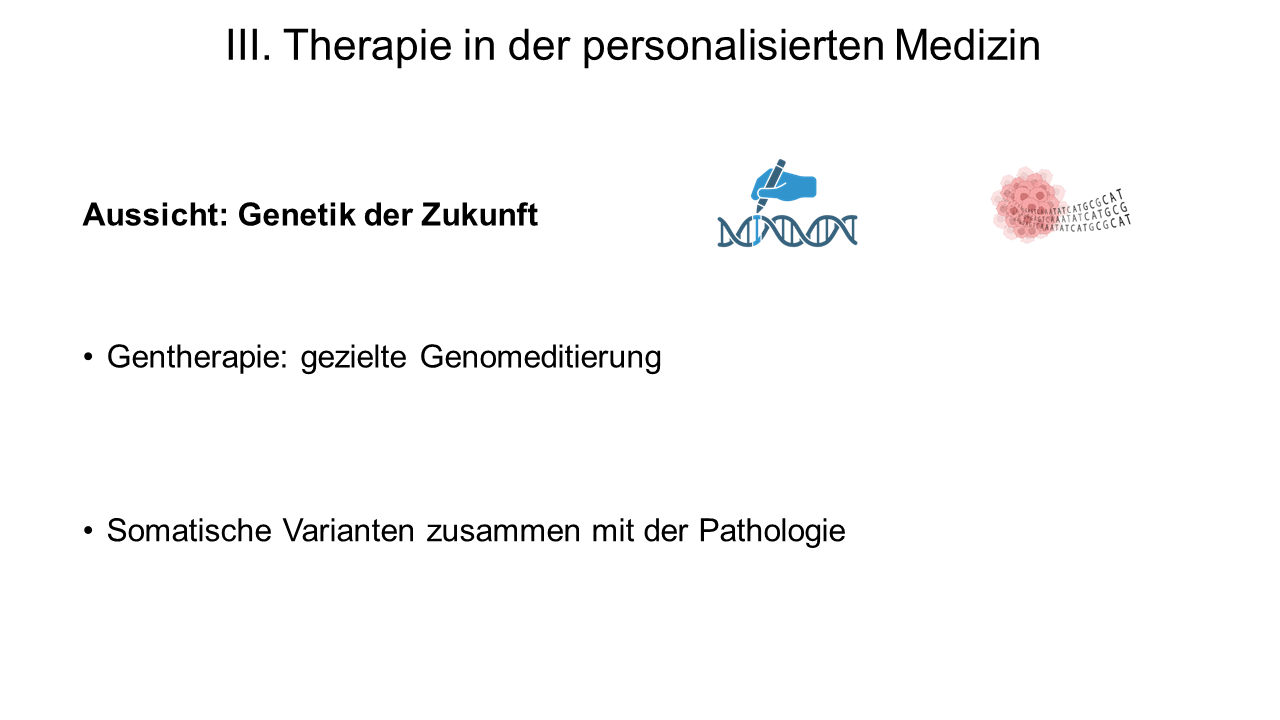 III. Therapie in der personalisierten Medizin
Aussicht: Genetik der Zukunft
• Gentherapie: gezielte Genomeditierung
• Somatische Varianten zusammen mit der Pathologie